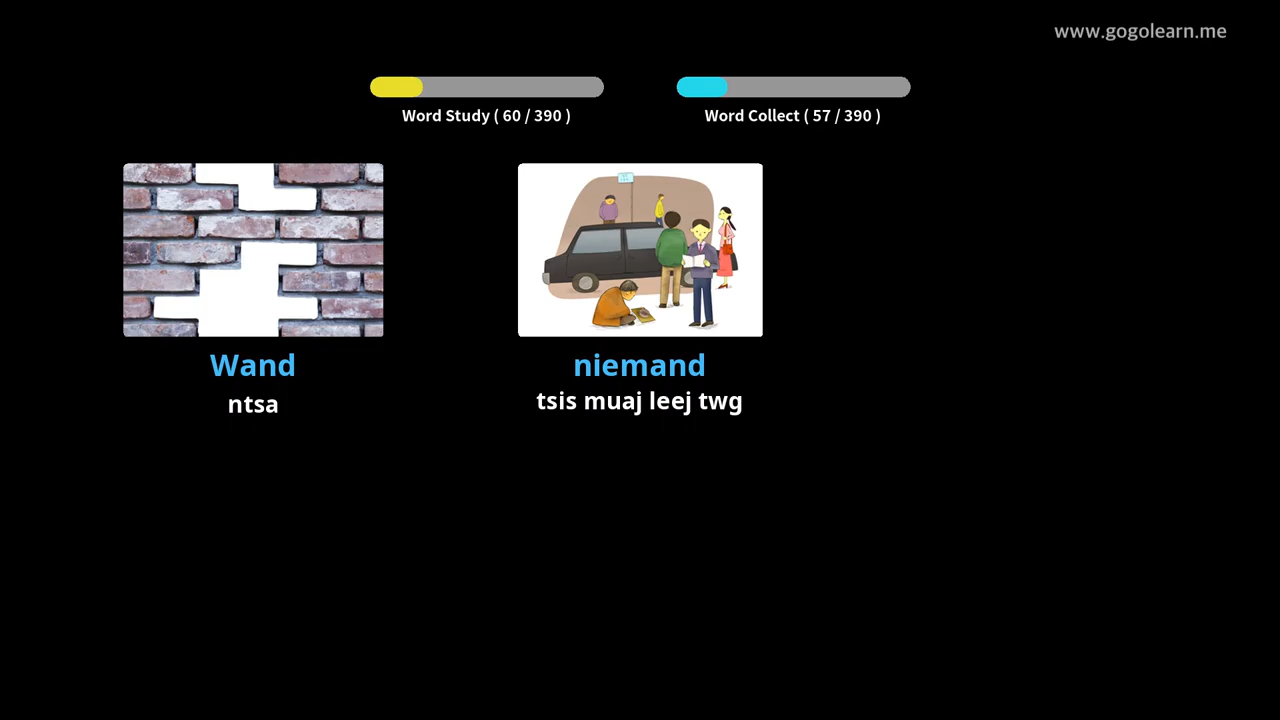 www.gogolearn.me
Word Study ( 60 / 390 )
Word Collect ( 57 / 390 )
Wand
ntsa
niemand
tsis muaj leej twg